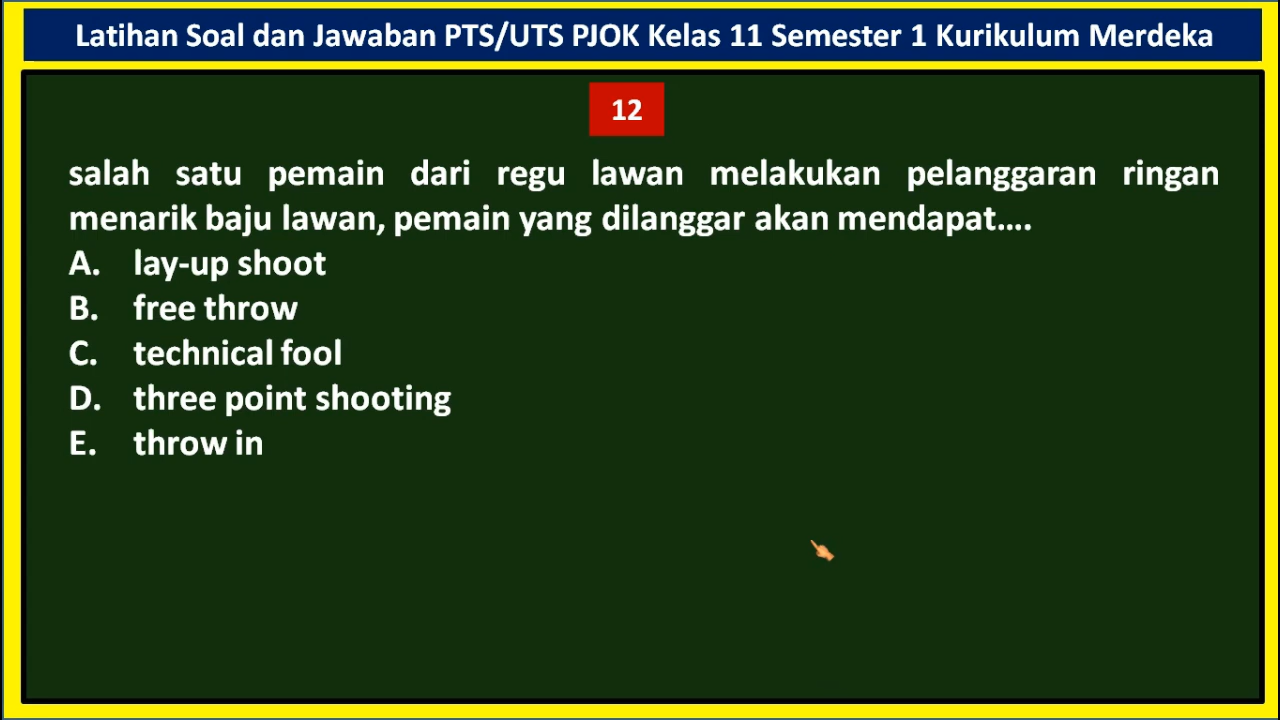 Latihan Soal dan Jawaban PTS/UTS PJOK Kelas 11 Semester 1 Kurikulum Merdeka
12
salah satu pemain dari regu lawan melakukan pelanggaran ringan
menarik baju lawan, pemain yang dilanggar akan mendapat....
A. lay-up shoot
B. free throw
C. technical fool
D. three point shooting
E. throw in